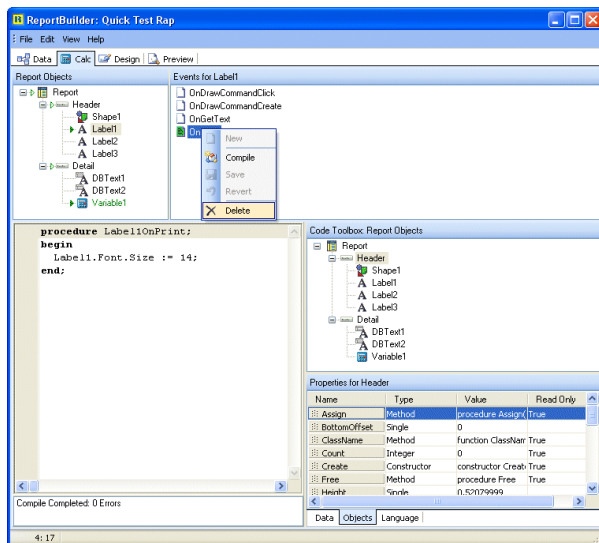 ReportBuilder: Quick Test Rap
File Edit View Help
Data Calc Design Preview
Report Objects
Report
Header
Shape1
Label1
Label2
Label3
Detail
DBText1
DBText2
Variable1
Events for Label1
OnDrawCommandClick
OnDrawCommandCreate
OnGetText
New
Compile
Save
Revert
Delete
procedure Label1OnPrint;
begin
Label1.Font.Size := 14;
end;
Compile Completed: 0 Errors
Code Toolbox: Report Objects
Report
Header
Shape1
Label1
Label2
Label3
Detail
DBText1
DBText2
Variable1
Properties for Header
Name Type Value Read Only
Assign Method procedure Assign( True
BottomOffset Single 0
ClassName Method function ClassNam True
Count Integer 0 True
Create Constructor constructor Creat True
Free Method procedure Free True
Height Single 0.52079999
Data Objects Language
4: 17